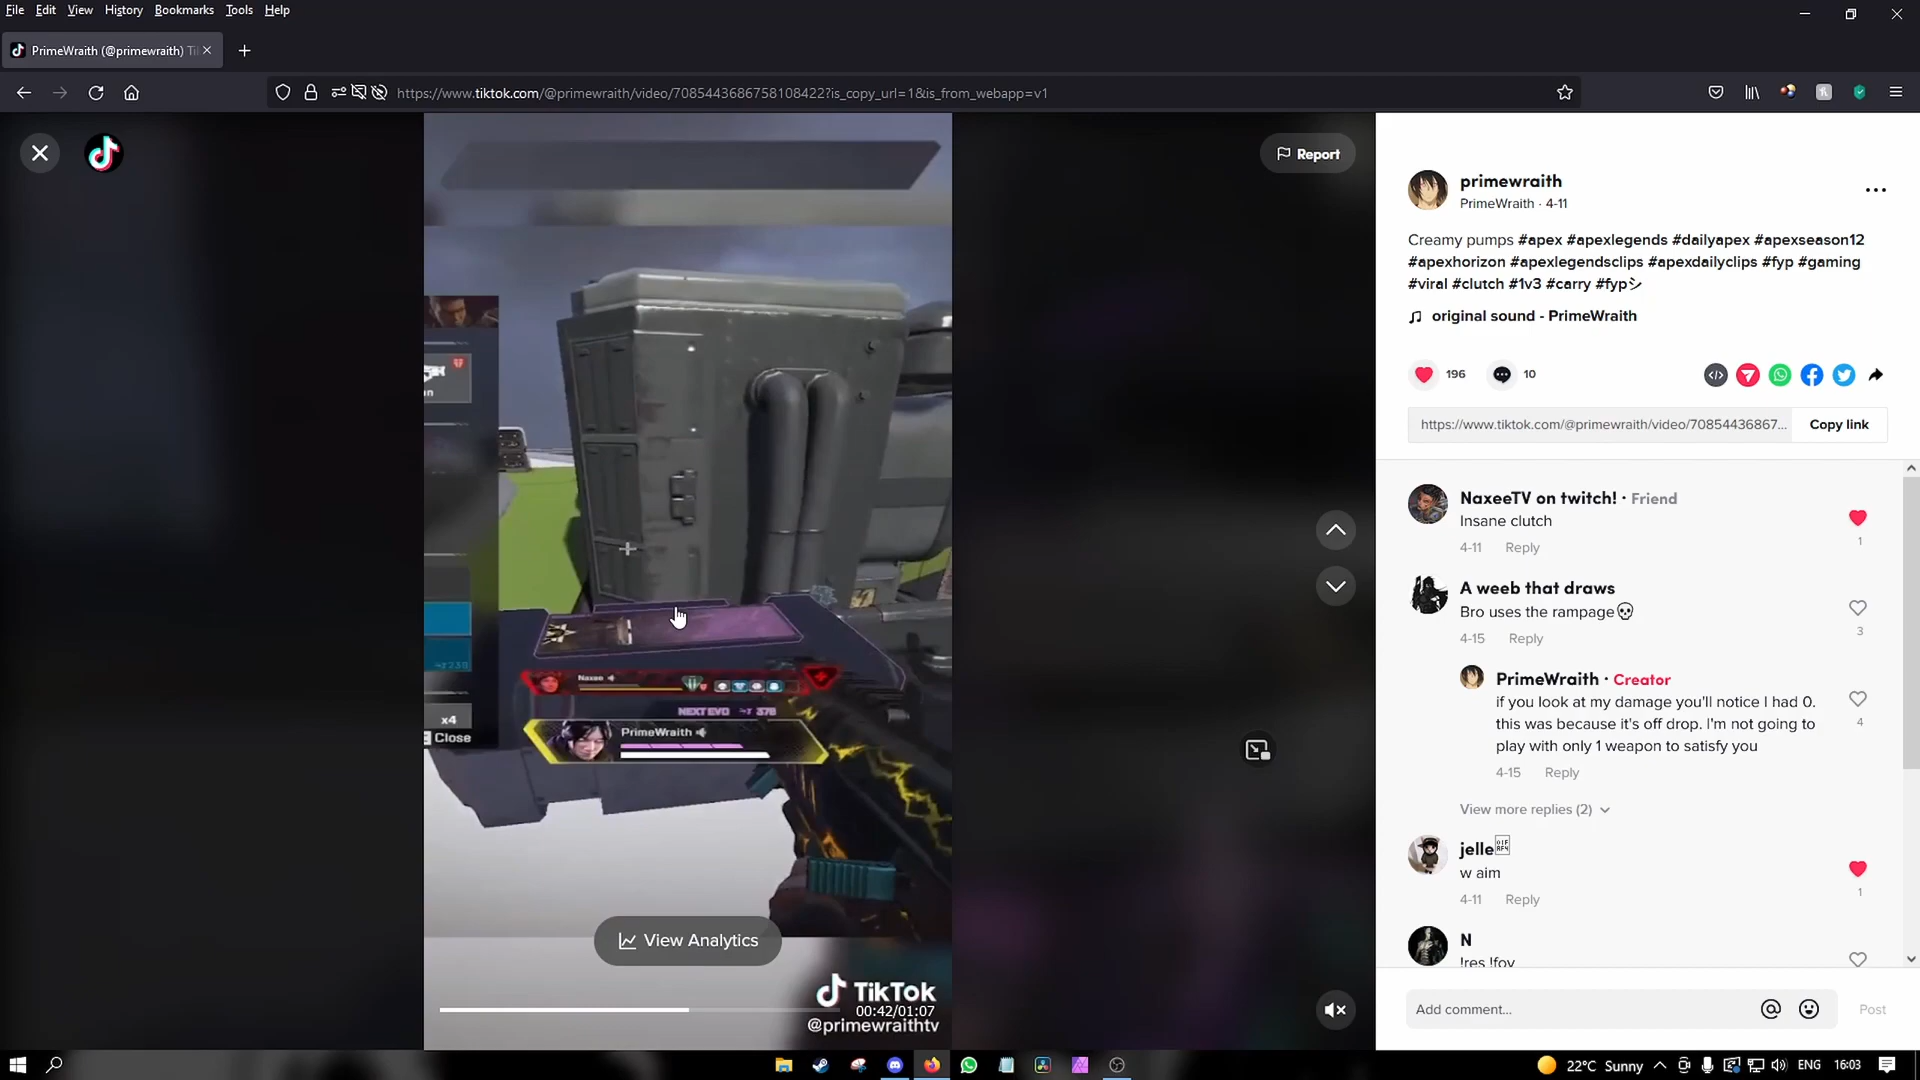 File Edit View History Bookmarks Tools Help
PrimeWraith (@primewraith) Ti
https://www.tiktok.com/@primewraith/video/7085443686758108422?is_copy_url=1&is_from_webapp=v1
Report
primewraith
PrimeWraith · 4-11
Creamy pumps #apex #apexlegends #dailyapex #apexseason12
#apexhorizon #apexlegendsclips #apexdailyclips #fyp #gaming
#viral #clutch #1v3 #carry #fypシ
original sound - PrimeWraith
196
10
https://www.tiktok.com/@primewraith/video/70854436867...
Copy link
NaxeeTV on twitch! · Friend
Insane clutch
4-11 Reply
1
A weeb that draws
Bro uses the rampage💀
4-15 Reply
3
PrimeWraith · Creator
if you look at my damage you'll notice I had 0.
this was because it's off drop. I'm not going to
play with only 1 weapon to satisfy you
4-15 Reply
4
View more replies (2)
jelle
w aim
4-11 Reply
1
N
!res !fov
Add comment...
Post
Naxee
NEXT EVO 378
PrimeWraith
x4
Close
View Analytics
TikTok
00:42/01:07
@primewraithtv
22°C Sunny
ENG
16:03